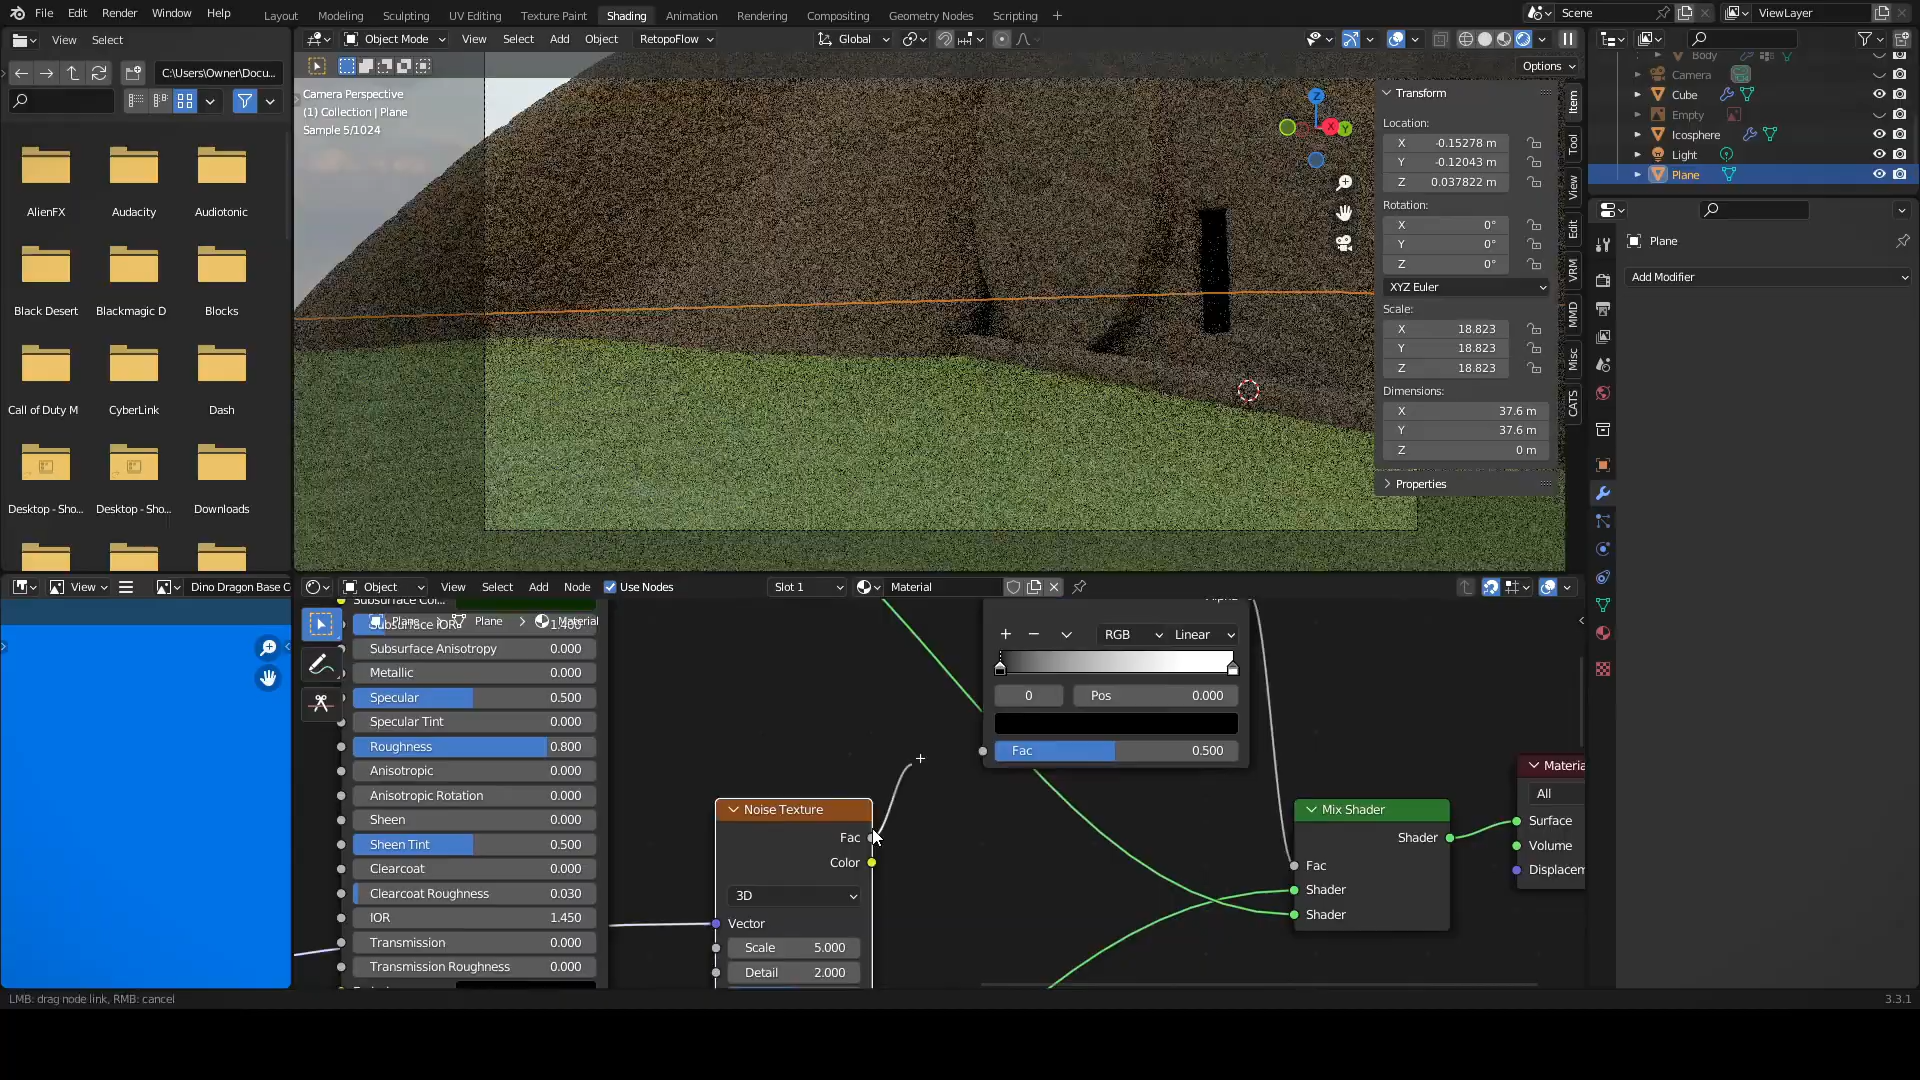 File Edit Render Window Help
Layout Modeling Sculpting UV Editing Texture Paint Shading Animation Rendering Compositing Geometry Nodes Scripting +
Scene
ViewLayer
View Select
Object Mode View Select Add Object RetopoFlow
Global
Options
C:\Users\Owner\Docu...
AlienFX Audacity Audiotonic
Black Desert Blackmagic D Blocks
Call of Duty M CyberLink Dash
Desktop - Sho... Desktop - Sho... Downloads
Camera Perspective
(1) Collection | Plane
Sample 5/1024
Z
X
Y
Transform
Location:
X -0.15278 m
Y -0.12043 m
Z 0.037822 m
Rotation:
X 0°
Y 0°
Z 0°
XYZ Euler
Scale:
X 18.823
Y 18.823
Z 18.823
Dimensions:
X 37.6 m
Y 37.6 m
Z 0 m
Properties
Item
Tool
View
Edit
VRM
MMD
Misc
CATS
Body
Camera
Cube
Empty
Icosphere
Light
Plane
Plane
Add Modifier
View
Dino Dragon Base C
Object View Select Add Node Use Nodes
Slot 1
Material
Plane Plane Material
Subsurface Col...
Subsurface IOR 1.400
Subsurface Anisotropy 0.000
Metallic 0.000
Specular 0.500
Specular Tint 0.000
Roughness 0.800
Anisotropic 0.000
Anisotropic Rotation 0.000
Sheen 0.000
Sheen Tint 0.500
Clearcoat 0.000
Clearcoat Roughness 0.030
IOR 1.450
Transmission 0.000
Transmission Roughness 0.000
Noise Texture
Fac
Color
3D
Vector
Scale 5.000
Detail 2.000
Alpha
+ −
RGB Linear
0 Pos 0.000
Fac 0.500
Mix Shader
Shader
Fac
Shader
Shader
Materia
All
Surface
Volume
Displacem
LMB: drag node link, RMB: cancel
3.3.1